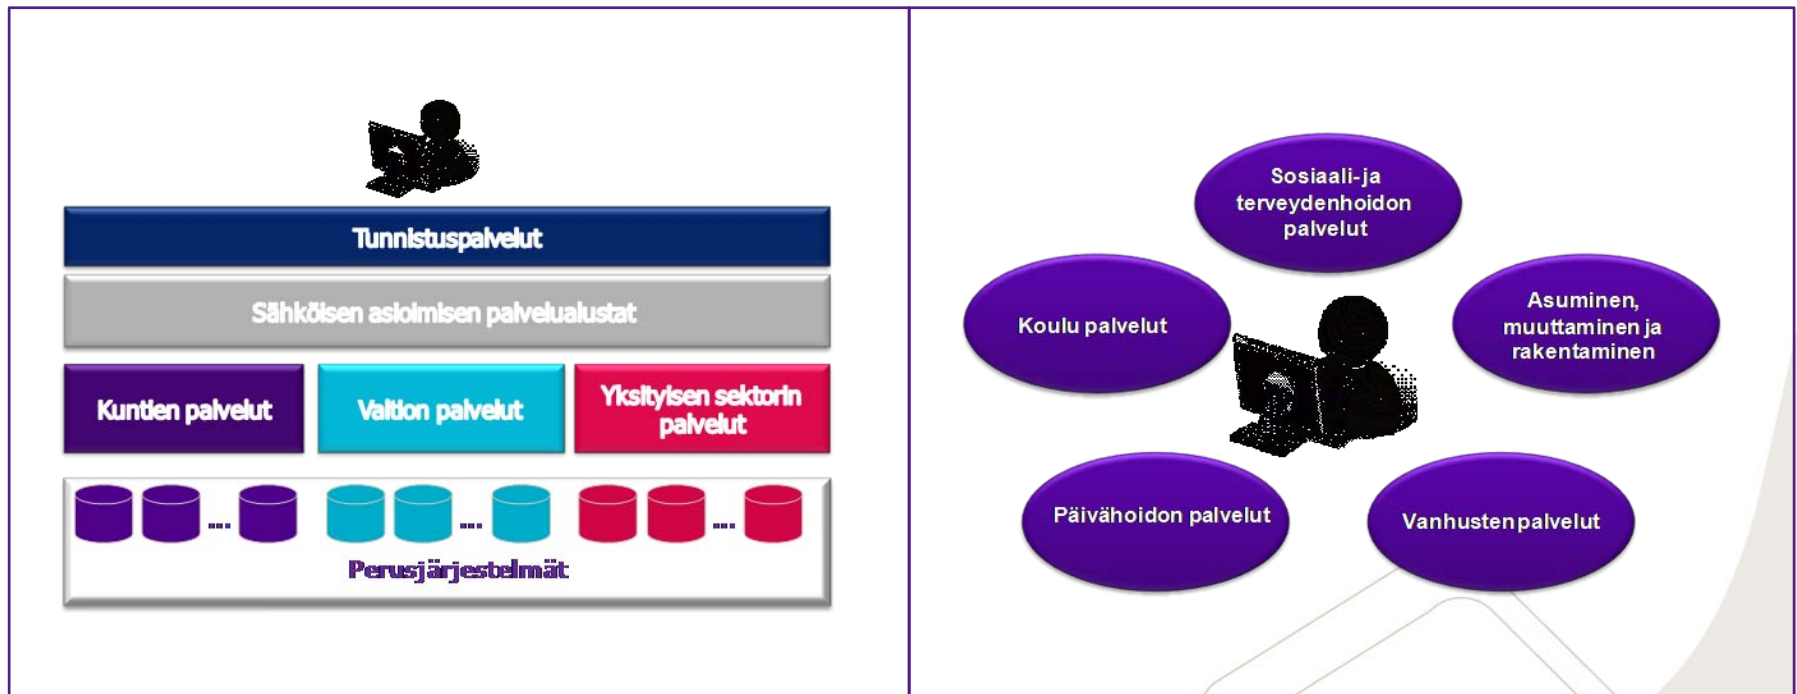 Tunnistuspalvelut
Sähköisen asioimisen palvelualustat
Kuntien palvelut
Valtion palvelut
Yksityisen sektorin
palvelut
...
...
...
Perusjärjestelmät
Sosiaali- ja
terveydenhoidon
palvelut
Koulu palvelut
Asuminen,
muuttaminen ja
rakentaminen
Päivähoidon palvelut
Vanhusten palvelut